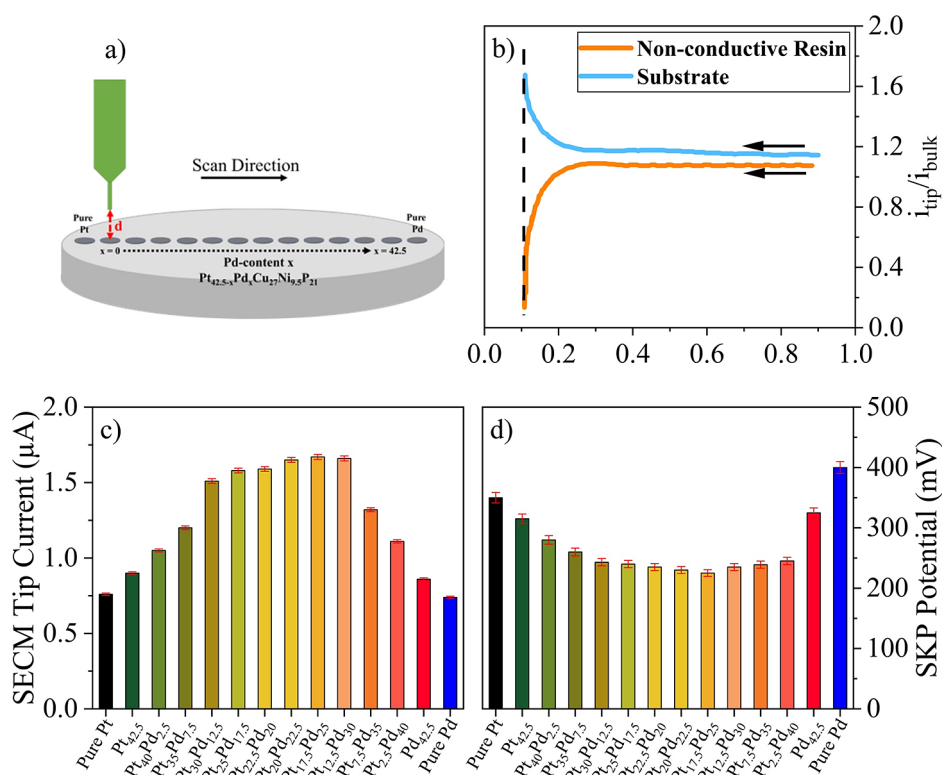 a)
Scan Direction
Pure
Pt
d
Pure
Pd
x = 0
x = 42.5
Pd-content x
Pt42.5-xPdxCu27Ni9.5P21
b)
Non-conductive Resin
Substrate
2.0
1.6
1.2
0.8
0.4
0.0
itip/ibulk
0.0 0.2 0.4 0.6 0.8 1.0
c)
SECM Tip Current (µA)
2.0
1.5
1.0
0.5
0.0
Pure Pt
Pt42.5
Pt40Pd2.5
Pt35Pd7.5
Pt30Pd12.5
Pt25Pd17.5
Pt22.5Pd20
Pt20Pd22.5
Pt17.5Pd25
Pt12.5Pd30
Pt7.5Pd35
Pt2.5Pd40
Pd42.5
Pure Pd
d)
500
400
300
200
100
0
SKP Potential (mV)
Pure Pt
Pt42.5
Pt40Pd2.5
Pt35Pd7.5
Pt30Pd12.5
Pt25Pd17.5
Pt22.5Pd20
Pt20Pd22.5
Pt17.5Pd25
Pt12.5Pd30
Pt7.5Pd35
Pt2.5Pd40
Pd42.5
Pure Pd